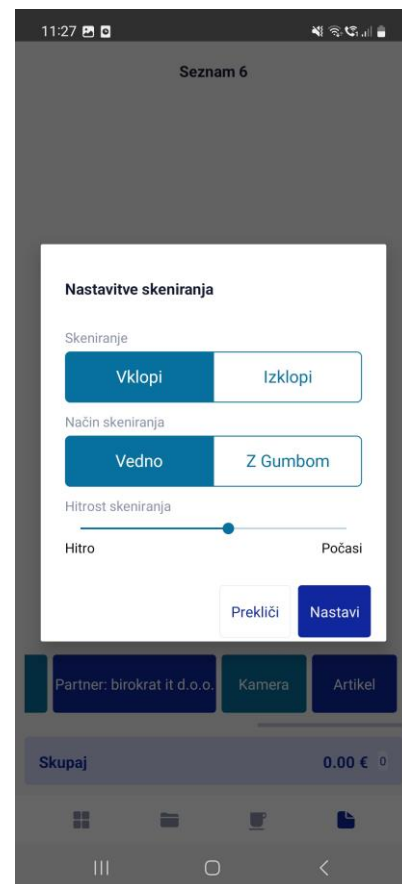 11:27
Seznam 6
Nastavitve skeniranja
Skeniranje
Vklopi Izklopi
Način skeniranja
Vedno Z Gumbom
Hitrost skeniranja
Hitro Počasi
Prekliči Nastavi
Partner: birokrat it d.o.o. Kamera Artikel
Skupaj 0.00 € 0